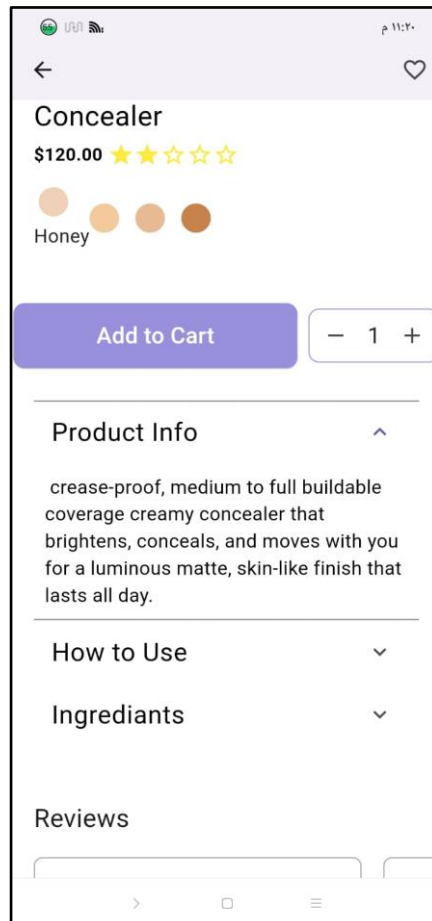 65
١١:٢٠ م
Concealer
$120.00
Honey
Add to Cart
− 1 +
Product Info
crease-proof, medium to full buildable
coverage creamy concealer that
brightens, conceals, and moves with you
for a luminous matte, skin-like finish that
lasts all day.
How to Use
Ingrediants
Reviews